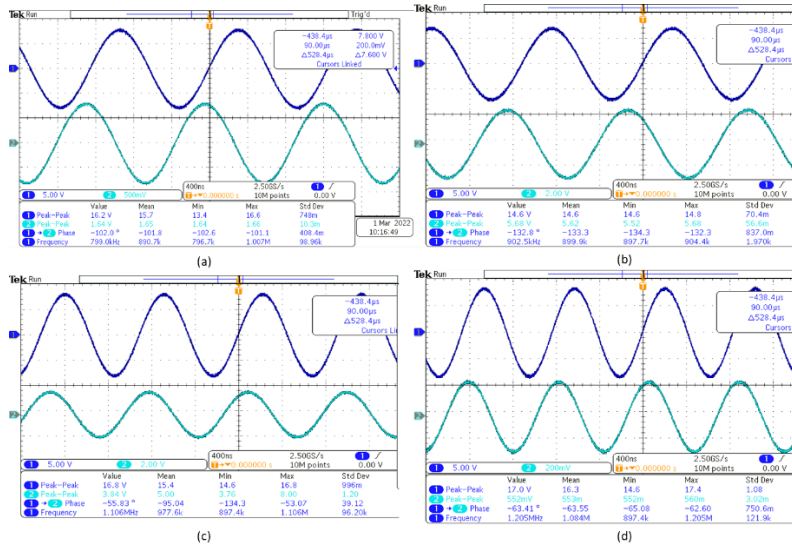 Tek Run Trig'd
-438.4µs 7.800 V
90.00µs 200.0mV
△528.4µs △7.600 V
Cursors Linked
1 5.00 V 2 500mV
400ns 2.50GS/s 1
T→▼0.000000 s 10M points 0.00 V
Value Mean Min Max Std Dev
1 Peak-Peak 16.2 V 15.7 13.4 16.6 748m
2 Peak-Peak 1.64 V 1.65 1.64 1.66 10.3m
1 → 2 Phase -102.0 ° -101.8 -102.6 -101.1 408.4m
1 Frequency 799.0kHz 890.7k 796.7k 1.007M 98.96k
1 Mar 2022
10:16:49
(a)
Tek Run
-438.4µs
90.00µs
△528.4µs
Cursors
1 5.00 V 2 2.00 V
400ns 2.50GS/s 1
T→▼0.000000 s 10M points 0.00 V
Value Mean Min Max Std Dev
1 Peak-Peak 14.6 V 14.6 14.6 14.8 70.4m
2 Peak-Peak 5.68 V 5.62 5.52 5.68 56.6m
1 → 2 Phase -132.8 ° -133.3 -134.3 -132.3 837.0m
1 Frequency 902.5kHz 899.9k 897.7k 904.4k 1.970k
(b)
Tek Run
-438.4µs
90.00µs
△528.4µs
Cursors Lin
1 5.00 V 2 2.00 V
400ns 2.50GS/s 1
T→▼0.000000 s 10M points 0.00 V
Value Mean Min Max Std Dev
1 Peak-Peak 16.8 V 15.4 14.6 16.8 996m
2 Peak-Peak 3.84 V 5.00 3.76 8.00 1.20
1 → 2 Phase -55.83 ° -95.04 -134.3 -53.07 39.12
1 Frequency 1.106MHz 977.6k 897.4k 1.106M 96.20k
(c)
Tek Run
-438.4µs
90.00µs
△528.4µs
Cursors
1 5.00 V 2 200mV
400ns 2.50GS/s 1
T→▼0.000000 s 10M points 0.00 V
Value Mean Min Max Std Dev
1 Peak-Peak 17.0 V 16.3 14.6 17.4 1.08
2 Peak-Peak 552mV 553m 552m 560m 3.02m
1 → 2 Phase -63.41 ° -63.55 -65.08 -62.60 750.6m
1 Frequency 1.205MHz 1.084M 897.4k 1.205M 121.9k
(d)